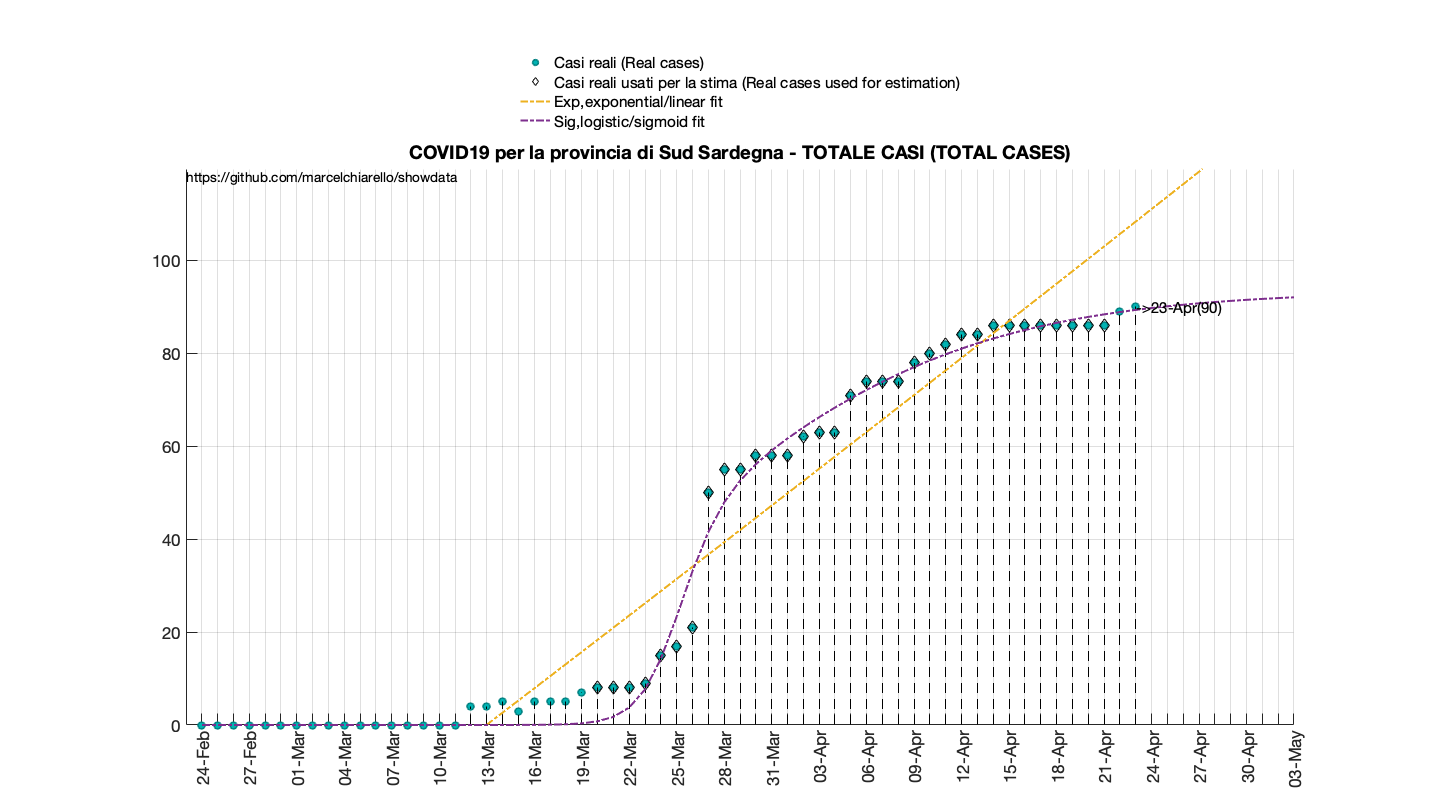 Casi reali (Real cases)
Casi reali usati per la stima (Real cases used for estimation)
Exp,exponential/linear fit
Sig,logistic/sigmoid fit
COVID19 per la provincia di Sud Sardegna - TOTALE CASI (TOTAL CASES)
https://github.com/marcelchiarello/showdata
100
80
60
40
20
0
->23-Apr(90)
24-Feb
27-Feb
01-Mar
04-Mar
07-Mar
10-Mar
13-Mar
16-Mar
19-Mar
22-Mar
25-Mar
28-Mar
31-Mar
03-Apr
06-Apr
09-Apr
12-Apr
15-Apr
18-Apr
21-Apr
24-Apr
27-Apr
30-Apr
03-May